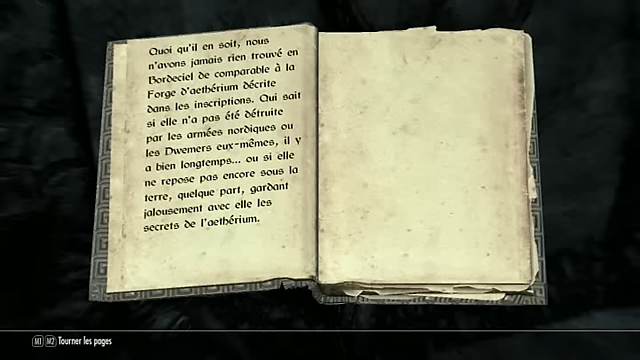 Quoi qu'il en soit, nous
n'avons jamais rien trouvé en
Bordeciel de comparable à la
Forge d'aethérium décrite
dans les inscriptions. Qui sait
si elle n'a pas été détruite
par les armées nordiques ou
les Dwemers eux-mêmes, il y
a bien longtemps... ou si elle
ne repose pas encore sous la
terre, quelque part, gardant
jalousement avec elle les
secrets de l'aethérium.
M1 M2 Tourner les pages